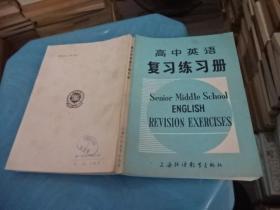 高中英语
复习练习册
Senior Middle School
ENGLISH
REVISION EXERCISES
上海外语教育出版社